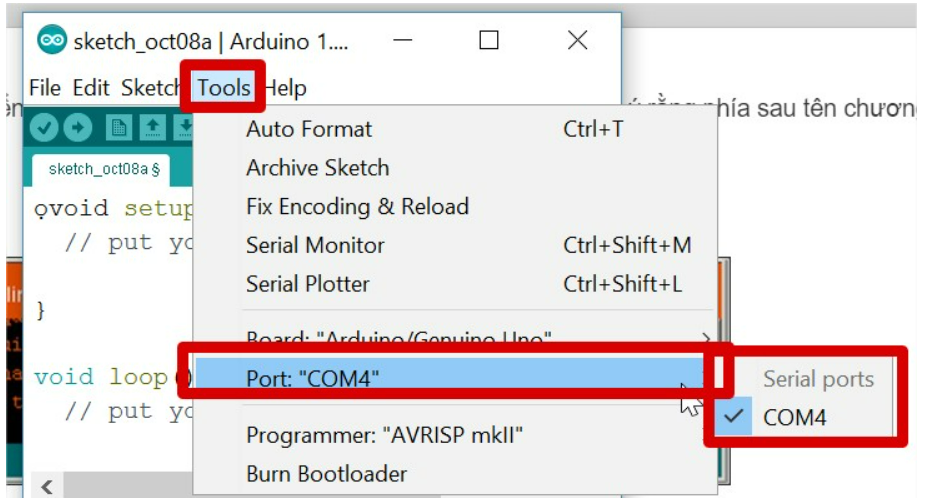 sketch_oct08a | Arduino 1....
File Edit Sketch Tools Help
rằng phía sau tên chươn
sketch_oct08a §
ọvoid setup
// put yo
}
void loop()
// put yo
Auto Format Ctrl+T
Archive Sketch
Fix Encoding & Reload
Serial Monitor Ctrl+Shift+M
Serial Plotter Ctrl+Shift+L
Board: "Arduino/Genuino Uno"
Port: "COM4"
Programmer: "AVRISP mkII"
Burn Bootloader
Serial ports
COM4